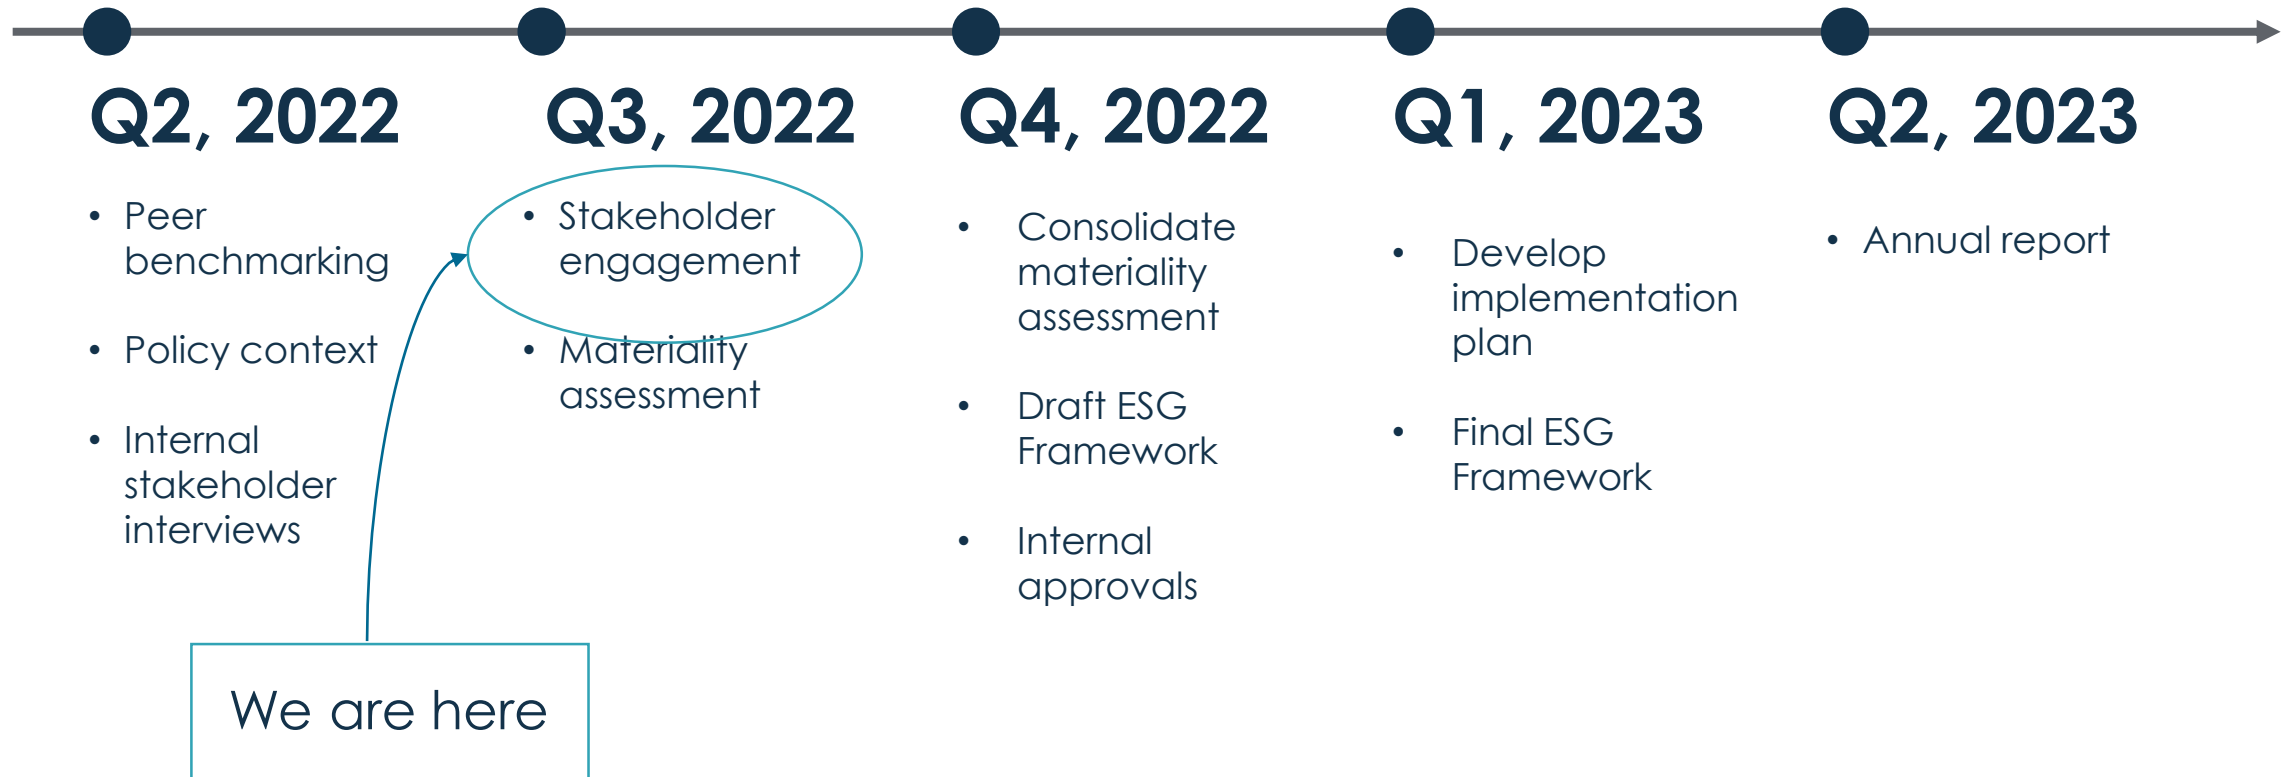 Q2, 2022
• Peer
benchmarking
• Policy context
• Internal
stakeholder
interviews
Q3, 2022
• Stakeholder
engagement
• Materiality
assessment
Q4, 2022
• Consolidate
materiality
assessment
• Draft ESG
Framework
• Internal
approvals
Q1, 2023
• Develop
implementation
plan
• Final ESG
Framework
Q2, 2023
• Annual report
We are here